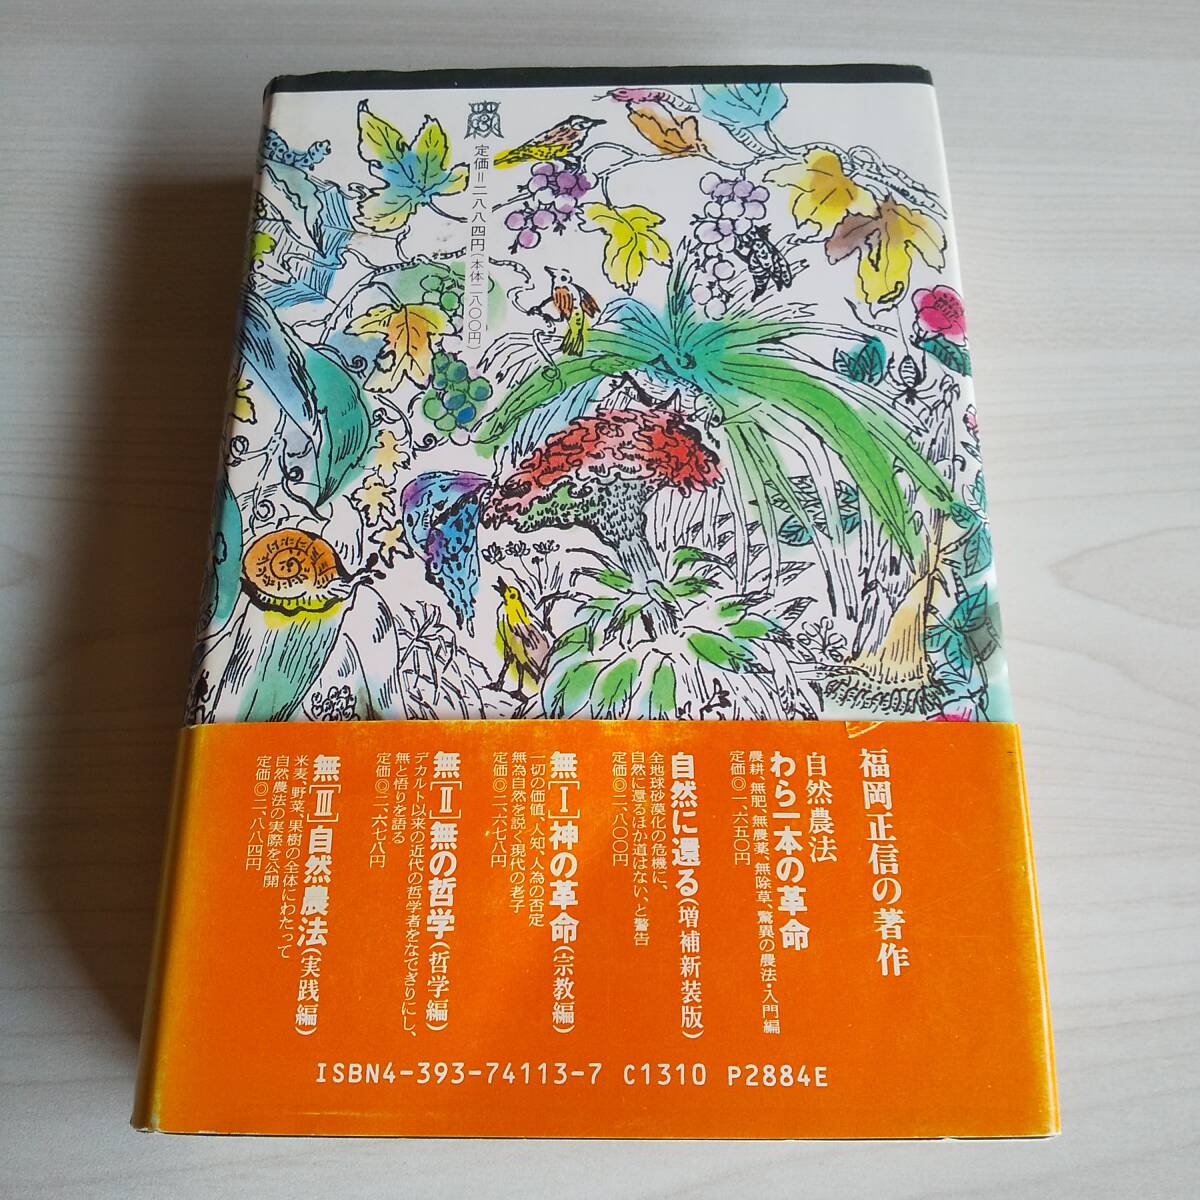 定価=二八八四円(本体二八〇〇円)
福岡正信の著作
自然農法
わら一本の革命
農耕、無肥、無農薬、無除草、驚異の農法・入門編
定価◎一、六五〇円
自然に還る(増補新装版)
全地球砂漠化の危機に、
自然に還るほか道はない、と警告
定価◎二、八〇〇円
無[I]神の革命(宗教編)
一切の価値、人知、人為の否定
無為自然を説く現代の老子
定価◎二、六七八円
無[II]無の哲学(哲学編)
デカルト以来の近代の哲学者をなでぎりにし、
無と悟りを語る
定価◎二、六七八円
無[III]自然農法(実践編)
米麦、野菜、果樹の全体にわたって
自然農法の実際を公開
定価◎二、八八四円
ISBN4-393-74113-7 C1310 P2884E